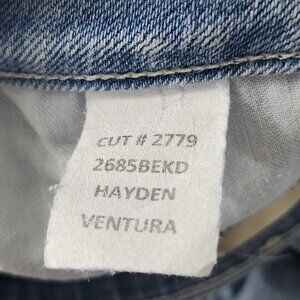 CUT # 2779
2685BEKD
HAYDEN
VENTURA